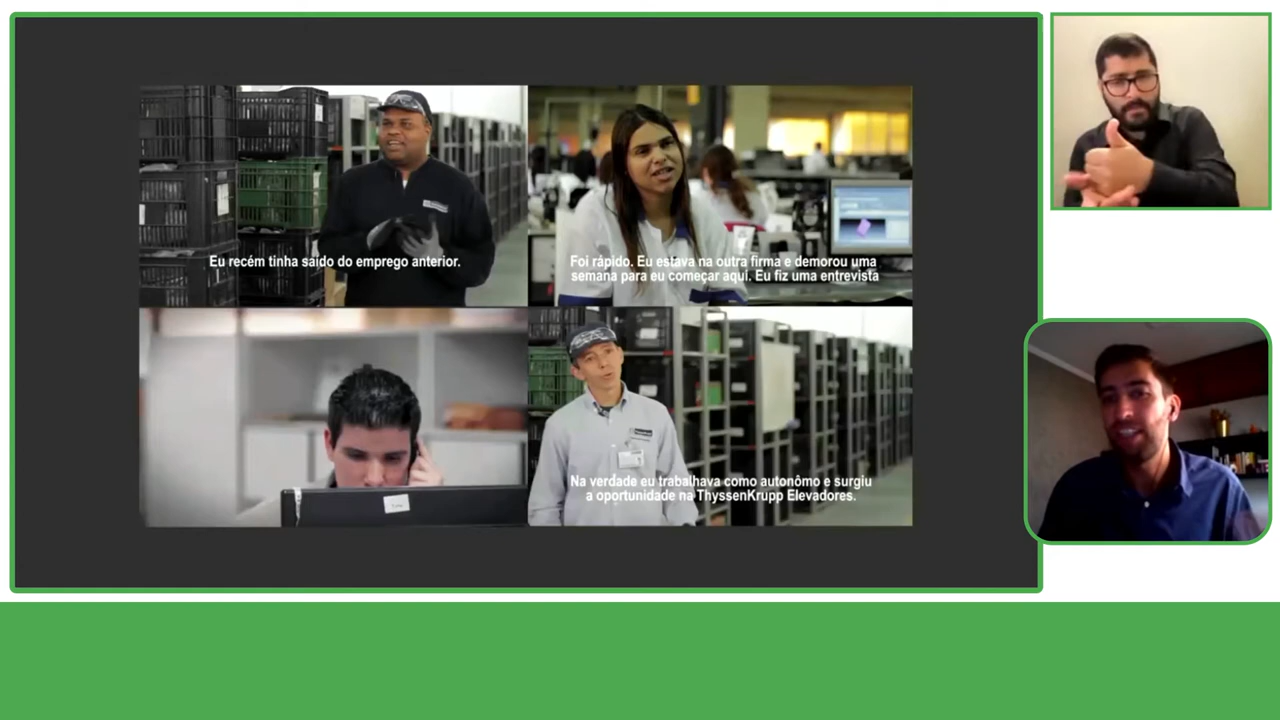 Eu recém tinha saído do emprego anterior.
Foi rápido. Eu estava na outra firma e demorou uma
semana para eu começar aqui. Eu fiz uma entrevista
Na verdade eu trabalhava como autonômo e surgiu
a oportunidade na ThyssenKrupp Elevadores.